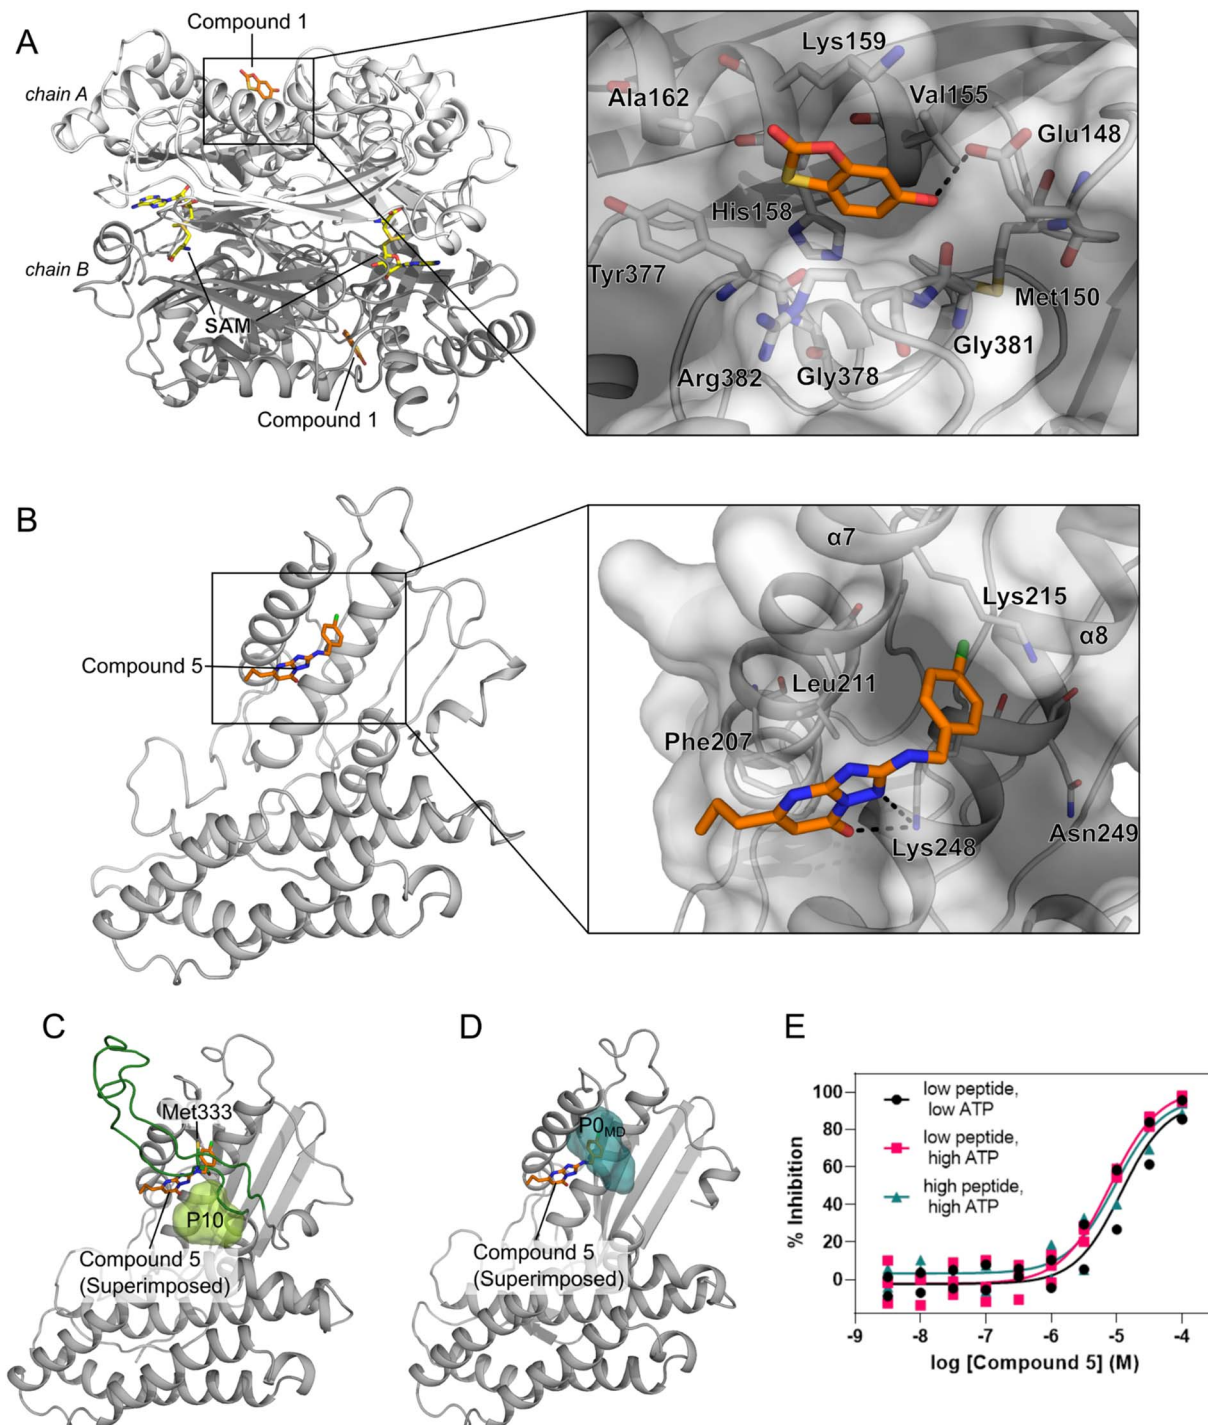 A
Compound 1
chain A
chain B
SAM
Compound 1
Lys159
Ala162
Val155
Glu148
His158
Tyr377
Met150
Gly381
Arg382
Gly378
B
Compound 5
α7
Lys215
α8
Leu211
Phe207
Lys248
Asn249
C
Met333
P10
Compound 5
(Superimposed)
D
P0MD
Compound 5
(Superimposed)
E
% Inhibition
100
80
60
40
20
0
low peptide,
low ATP
low peptide,
high ATP
high peptide,
high ATP
-9 -8 -7 -6 -5 -4
log [Compound 5] (M)